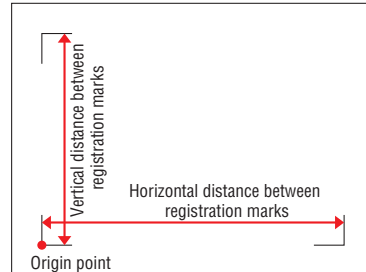 Vertical distance between
registration marks
Horizontal distance between
registration marks
Origin point